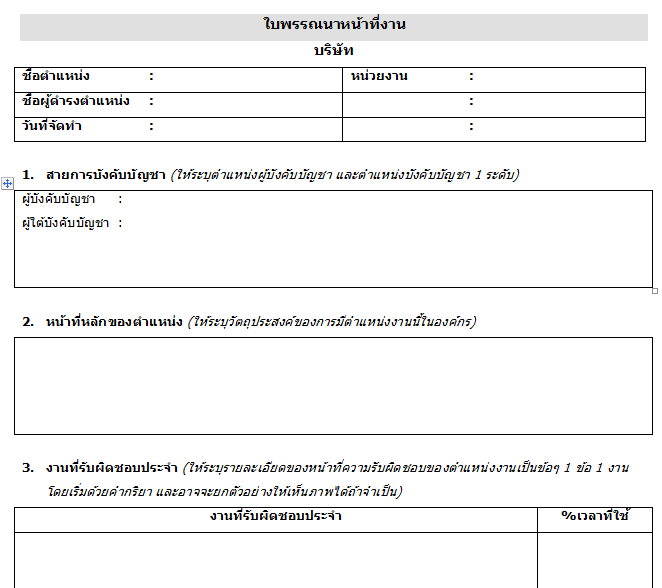 ใบพรรณนาหน้าที่งาน
บริษัท
ชื่อตำแหน่ง : หน่วยงาน :
ชื่อผู้ดำรงตำแหน่ง : :
วันที่จัดทำ : :
1. สายการบังคับบัญชา (ให้ระบุตำแหน่งผู้บังคับบัญชา และตำแหน่งบังคับบัญชา 1 ระดับ)
ผู้บังคับบัญชา :
ผู้ใต้บังคับบัญชา :
2. หน้าที่หลักของตำแหน่ง (ให้ระบุวัตถุประสงค์ของการมีตำแหน่งงานนี้ในองค์กร)
3. งานที่รับผิดชอบประจำ (ให้ระบุรายละเอียดของหน้าที่ความรับผิดชอบของตำแหน่งงานเป็นข้อๆ 1 ข้อ 1 งาน
โดยเริ่มด้วยคำกริยา และอาจจะยกตัวอย่างให้เห็นภาพได้ถ้าจำเป็น)
งานที่รับผิดชอบประจำ %เวลาที่ใช้